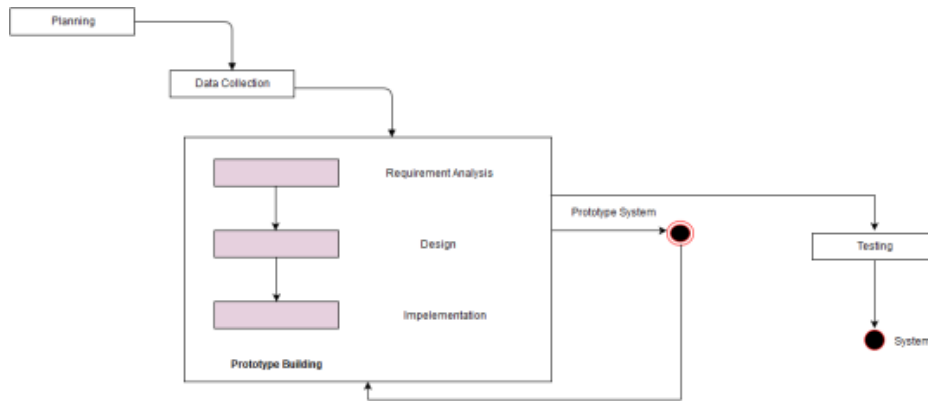 Planning
Data Collection
Requirement Analysis
Prototype System
Design
Testing
Impelementation
System
Prototype Building